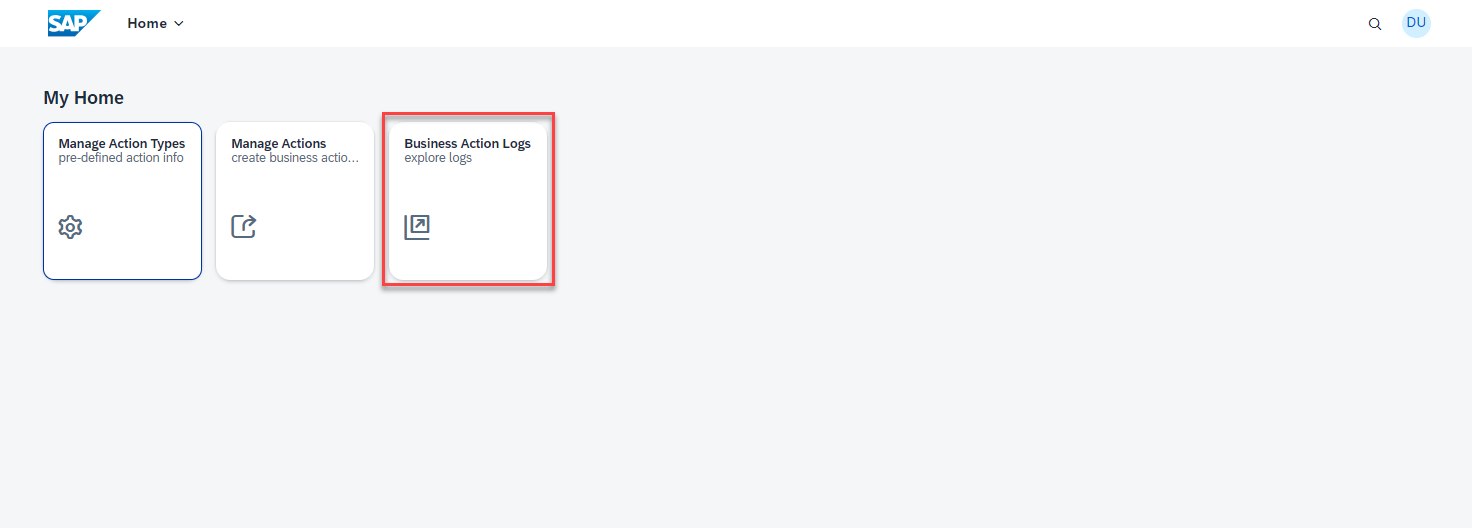 SAP Home
DU
My Home
Manage Action Types
pre-defined action info
Manage Actions
create business actio...
Business Action Logs
explore logs